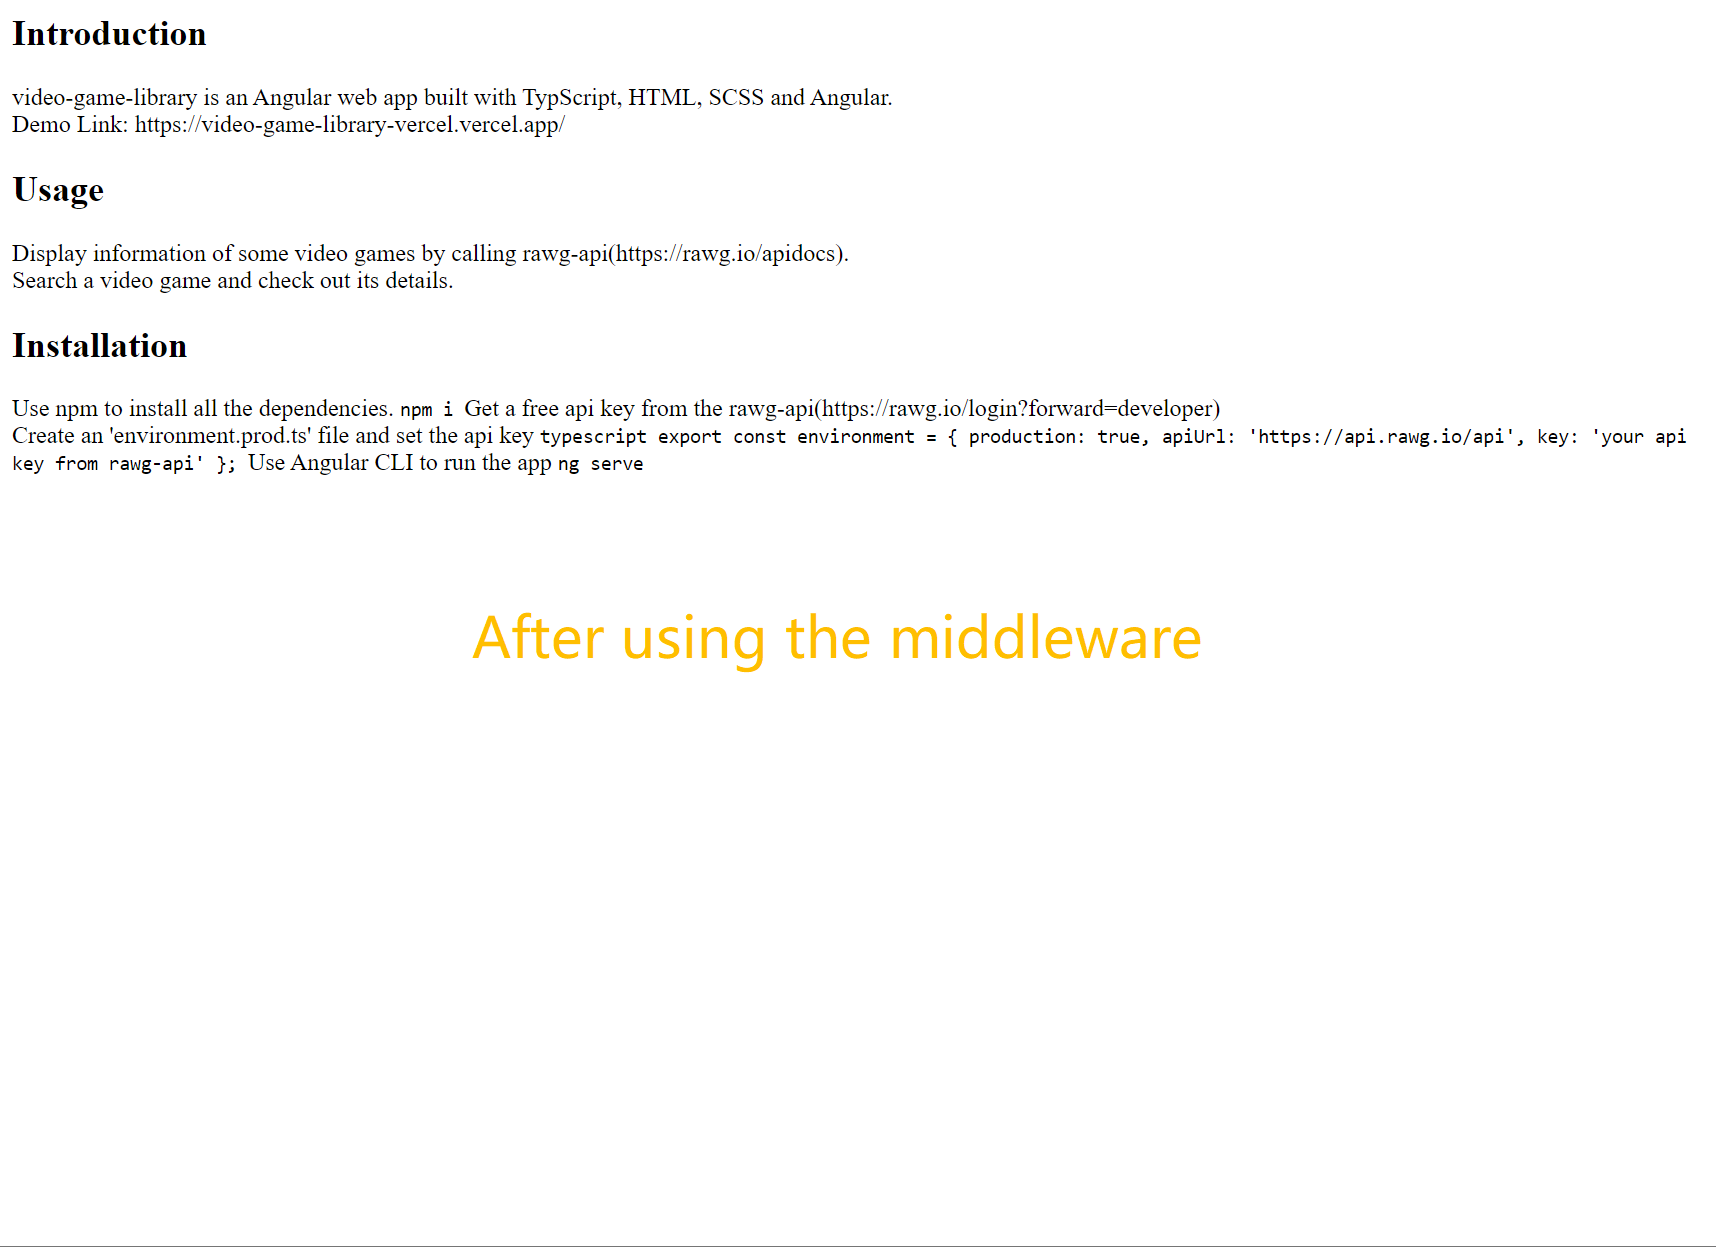 Introduction
video-game-library is an Angular web app built with TypScript, HTML, SCSS and Angular.
Demo Link: https://video-game-library-vercel.vercel.app/
Usage
Display information of some video games by calling rawg-api(https://rawg.io/apidocs).
Search a video game and check out its details.
Installation
Use npm to install all the dependencies. npm i Get a free api key from the rawg-api(https://rawg.io/login?forward=developer)
Create an 'environment.prod.ts' file and set the api key typescript export const environment = { production: true, apiUrl: 'https://api.rawg.io/api', key: 'your api
key from rawg-api' }; Use Angular CLI to run the app ng serve
After using the middleware